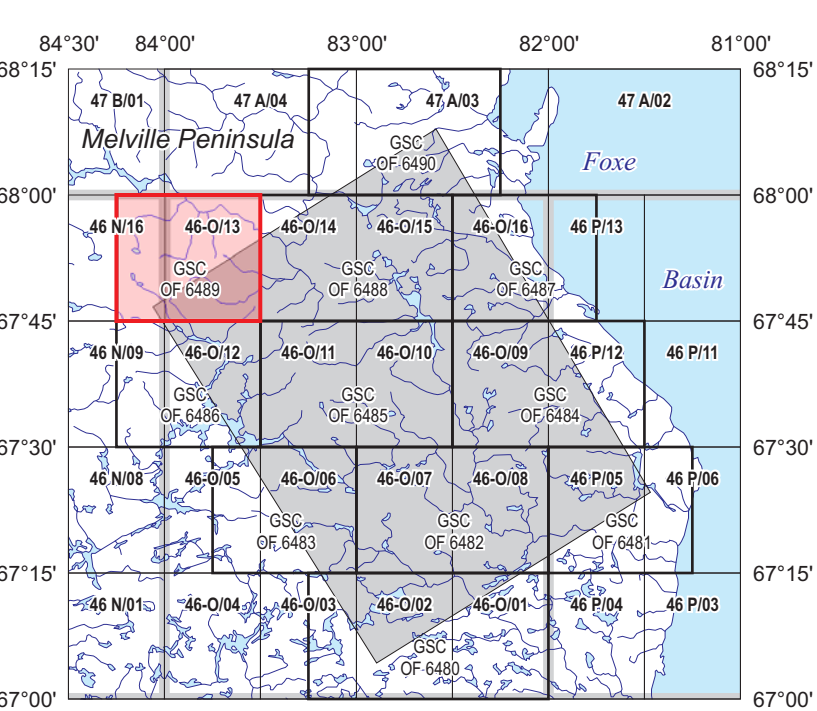 84˚30' 84˚00' 83˚00' 82˚00' 81˚00'
68˚15' 68˚15'
47 B/01 47 A/04 47 A/03 47 A/02
Melville Peninsula
GSC
OF 6490
Foxe
68˚00' 68˚00'
46 N/16 46-O/13 46-O/14 46-O/15 46-O/16 46 P/13
GSC GSC GSC
OF 6489 OF 6488 OF 6487
Basin
67˚45' 67˚45'
46 N/09 46-O/12 46-O/11 46-O/10 46-O/09 46 P/12 46 P/11
GSC GSC GSC
OF 6486 OF 6485 OF 6484
67˚30' 67˚30'
46 N/08 46-O/05 46-O/06 46-O/07 46-O/08 46 P/05 46 P/06
GSC GSC GSC
OF 6483 OF 6482 OF 6481
67˚15' 67˚15'
46 N/01 46-O/04 46-O/03 46-O/02 46-O/01 46 P/04 46 P/03
GSC
OF 6480
67˚00' 67˚00'